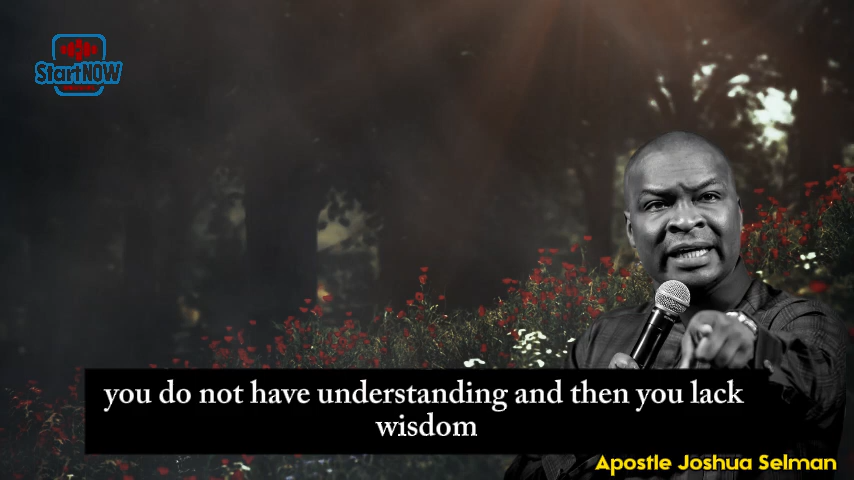 StartNOW
you do not have understanding and then you lack
wisdom
Apostle Joshua Selman